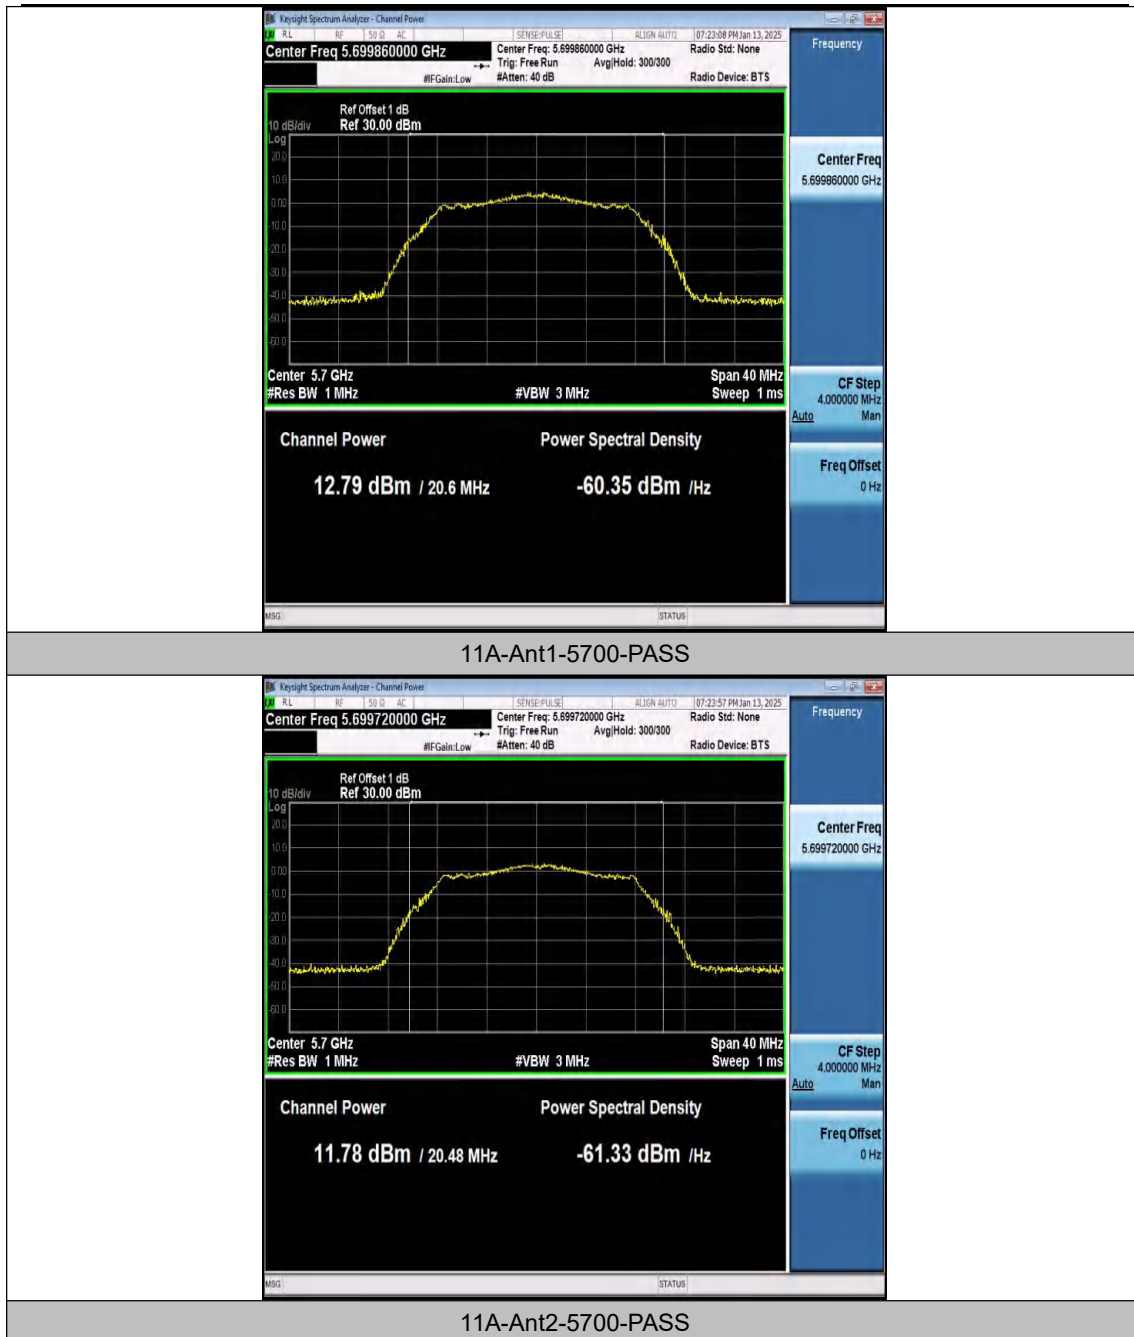 Keysight Spectrum Analyzer - Channel Power
RL RF 50 Ω AC SENSE:PULSE ALIGN AUTO 07:23:08 PM Jan 13, 2025
Center Freq 5.699860000 GHz
Center Freq: 5.699860000 GHz Radio Std: None
Trig: Free Run Avg|Hold: 300/300
#IFGain:Low #Atten: 40 dB Radio Device: BTS
Frequency
Ref Offset 1 dB
10 dB/div Ref 30.00 dBm
Log
20.0
10.0
0.00
-10.0
-20.0
-30.0
-40.0
-50.0
-60.0
Center 5.7 GHz Span 40 MHz
#Res BW 1 MHz #VBW 3 MHz Sweep 1 ms
Center Freq
5.699860000 GHz
CF Step
4.000000 MHz
Auto Man
Freq Offset
0 Hz
Channel Power Power Spectral Density
12.79 dBm / 20.6 MHz -60.35 dBm /Hz
MSG STATUS
11A-Ant1-5700-PASS
Keysight Spectrum Analyzer - Channel Power
RL RF 50 Ω AC SENSE:PULSE ALIGN AUTO 07:23:57 PM Jan 13, 2025
Center Freq 5.699720000 GHz
Center Freq: 5.699720000 GHz Radio Std: None
Trig: Free Run Avg|Hold: 300/300
#IFGain:Low #Atten: 40 dB Radio Device: BTS
Frequency
Ref Offset 1 dB
10 dB/div Ref 30.00 dBm
Log
20.0
10.0
0.00
-10.0
-20.0
-30.0
-40.0
-50.0
-60.0
Center 5.7 GHz Span 40 MHz
#Res BW 1 MHz #VBW 3 MHz Sweep 1 ms
Center Freq
5.699720000 GHz
CF Step
4.000000 MHz
Auto Man
Freq Offset
0 Hz
Channel Power Power Spectral Density
11.78 dBm / 20.48 MHz -61.33 dBm /Hz
MSG STATUS
11A-Ant2-5700-PASS